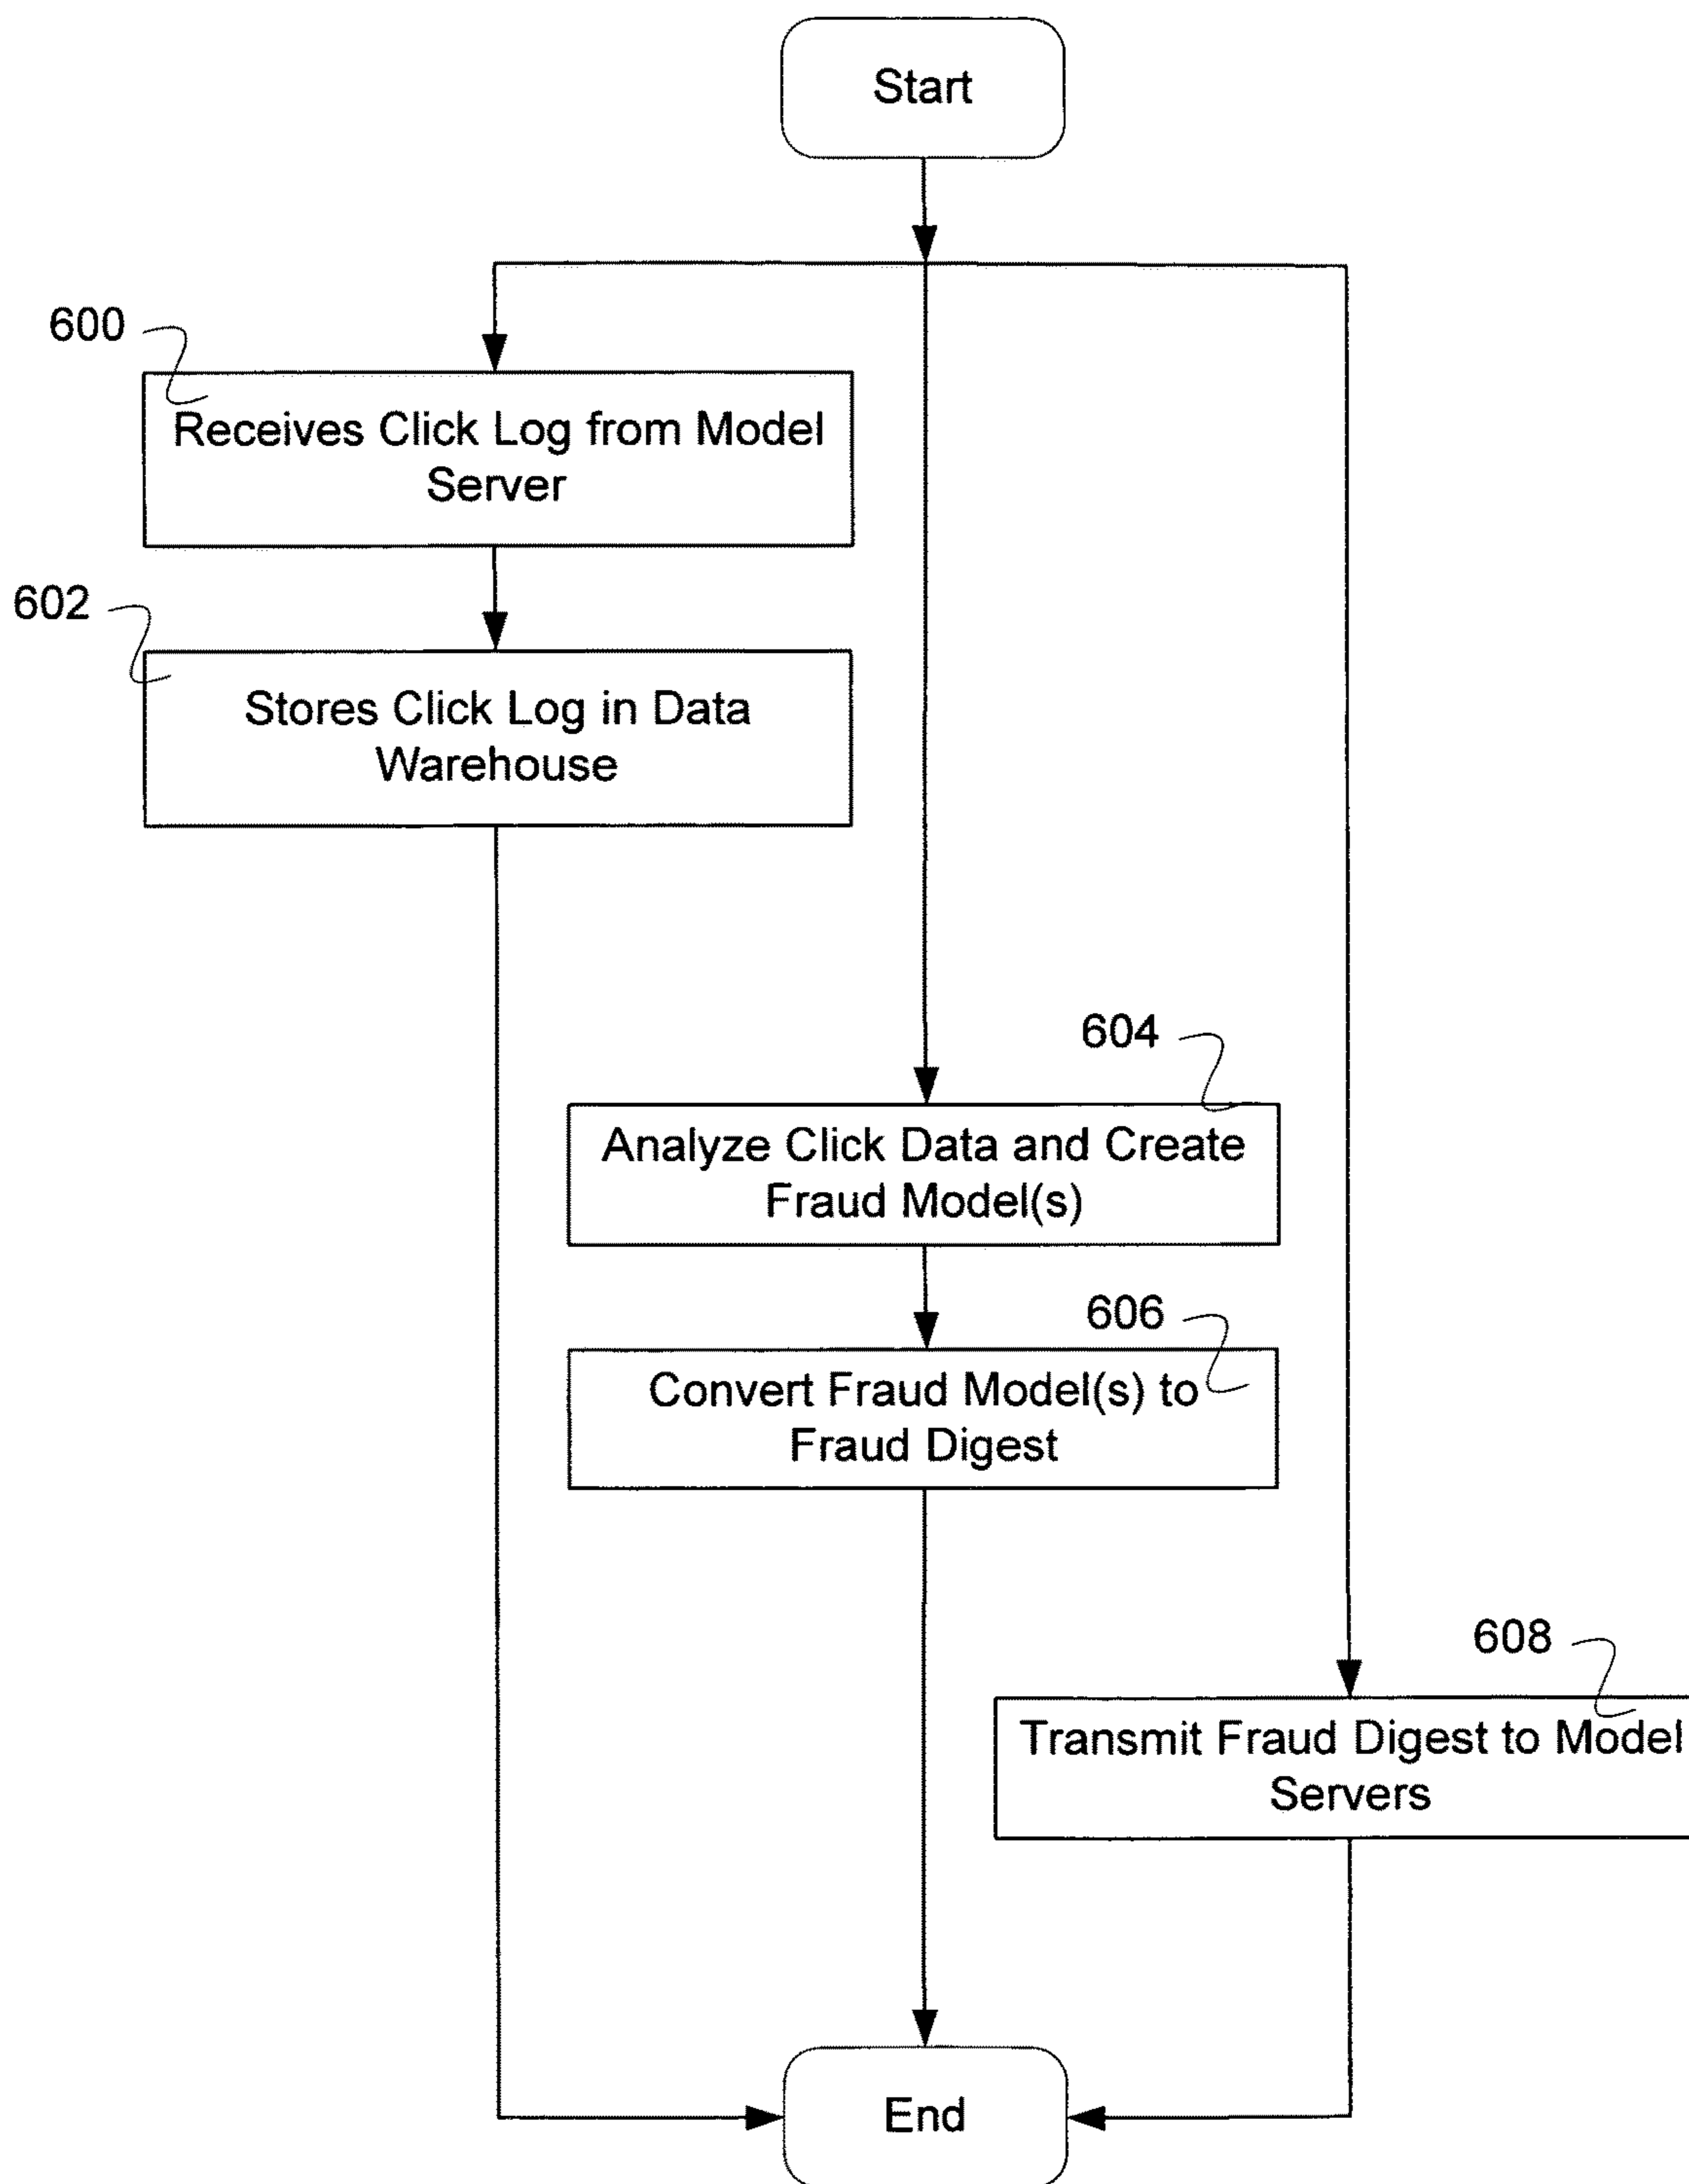 Start
600
Receives Click Log from Model
Server
602
Stores Click Log in Data
Warehouse
604
Analyze Click Data and Create
Fraud Model(s)
606
Convert Fraud Model(s) to
Fraud Digest
608
Transmit Fraud Digest to Model
Servers
End